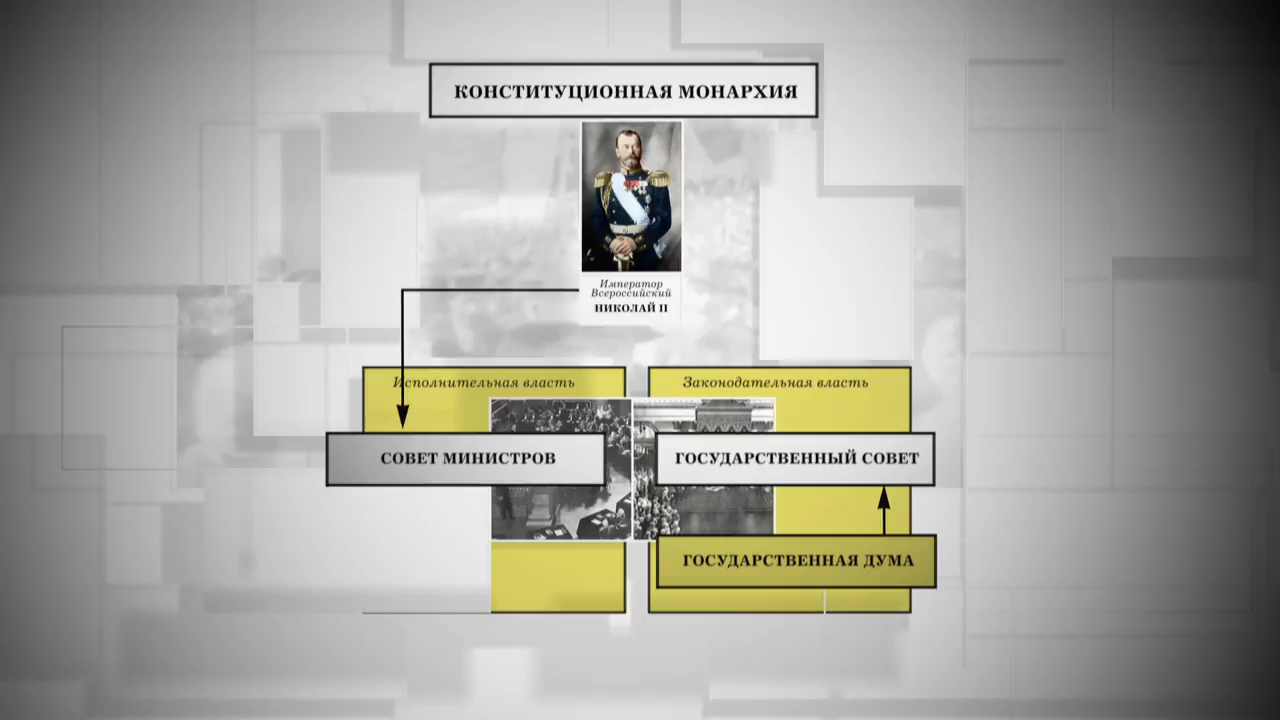 КОНСТИТУЦИОННАЯ МОНАРХИЯ
Император
Всероссийский
НИКОЛАЙ II
Исполнительная власть
Законодательная власть
СОВЕТ МИНИСТРОВ
ГОСУДАРСТВЕННЫЙ СОВЕТ
ГОСУДАРСТВЕННАЯ ДУМА